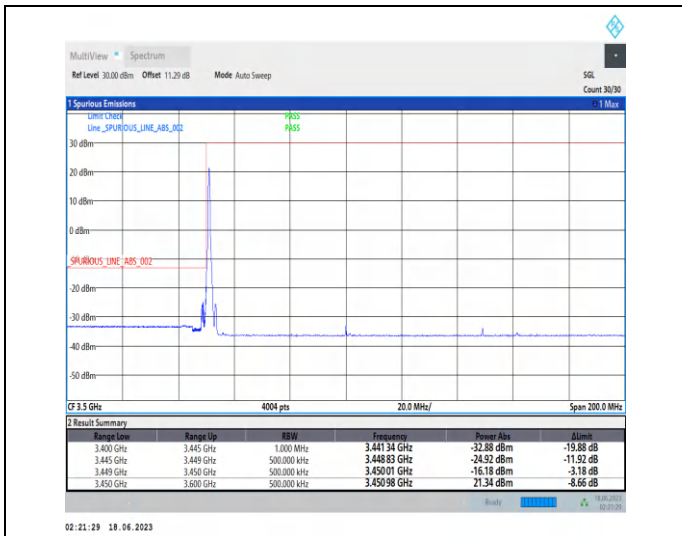 MultiView Spectrum
Ref Level 30.00 dBm Offset 11.29 dB Mode Auto Sweep SGL
Count 30/30
1 Spurious Emissions 1 Max
Limit Check PASS
Line _SPURIOUS_LINE_ABS_002 PASS
30 dBm
20 dBm
10 dBm
0 dBm
_SPURIOUS_LINE_ABS_002
-20 dBm
-30 dBm
-40 dBm
-50 dBm
CF 3.5 GHz 4004 pts 20.0 MHz/ Span 200.0 MHz
2 Result Summary
Range Low Range Up RBW Frequency Power Abs ΔLimit
3.400 GHz 3.445 GHz 1.000 MHz 3.441 34 GHz -32.88 dBm -19.88 dB
3.445 GHz 3.449 GHz 500.000 kHz 3.448 83 GHz -24.92 dBm -11.92 dB
3.449 GHz 3.450 GHz 500.000 kHz 3.450 01 GHz -16.18 dBm -3.18 dB
3.450 GHz 3.600 GHz 500.000 kHz 3.450 98 GHz 21.34 dBm -8.66 dB
Ready 18.06.2023
02:21:29
02:21:29 18.06.2023